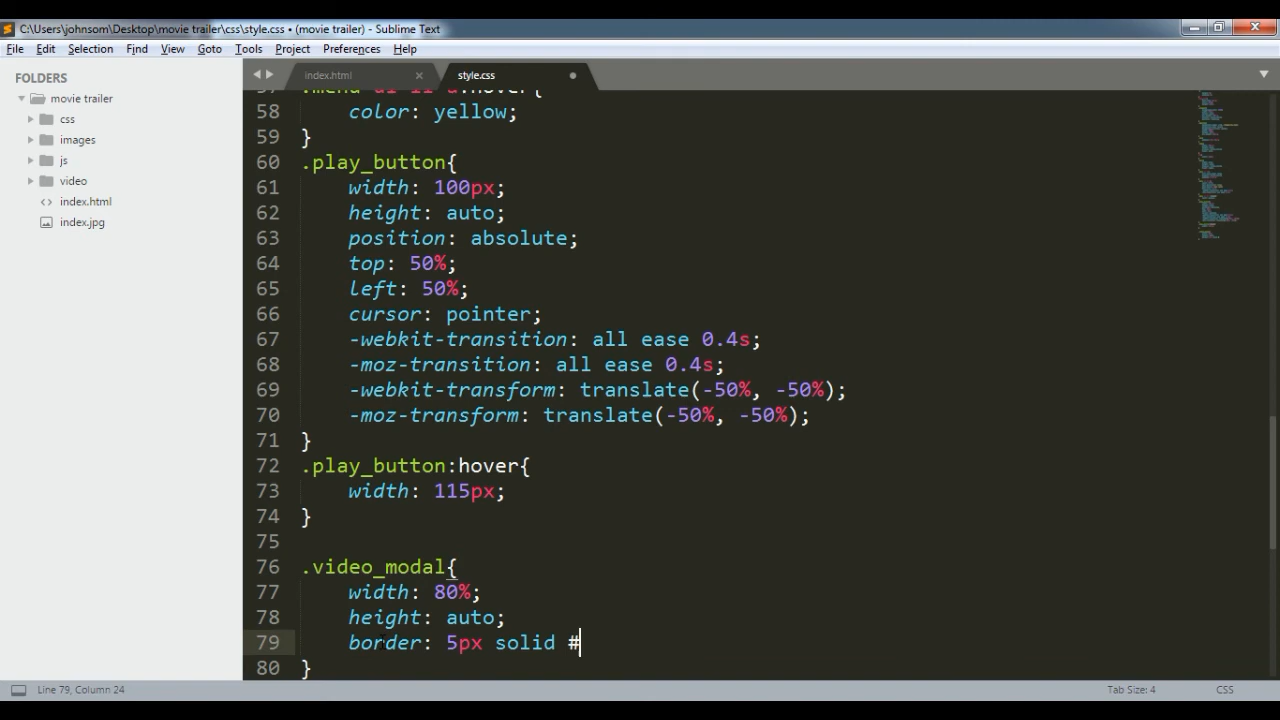 C:\Users\johnsom\Desktop\movie trailer\css\style.css • (movie trailer) - Sublime Text
File Edit Selection Find View Goto Tools Project Preferences Help
FOLDERS
movie trailer
css
images
js
video
index.html
index.jpg
index.html × style.css
57 .menu ul li a:hover{
58 color: yellow;
59 }
60 .play_button{
61 width: 100px;
62 height: auto;
63 position: absolute;
64 top: 50%;
65 left: 50%;
66 cursor: pointer;
67 -webkit-transition: all ease 0.4s;
68 -moz-transition: all ease 0.4s;
69 -webkit-transform: translate(-50%, -50%);
70 -moz-transform: translate(-50%, -50%);
71 }
72 .play_button:hover{
73 width: 115px;
74 }
75
76 .video_modal{
77 width: 80%;
78 height: auto;
79 border: 5px solid #
80 }
Line 79, Column 24
Tab Size: 4
CSS